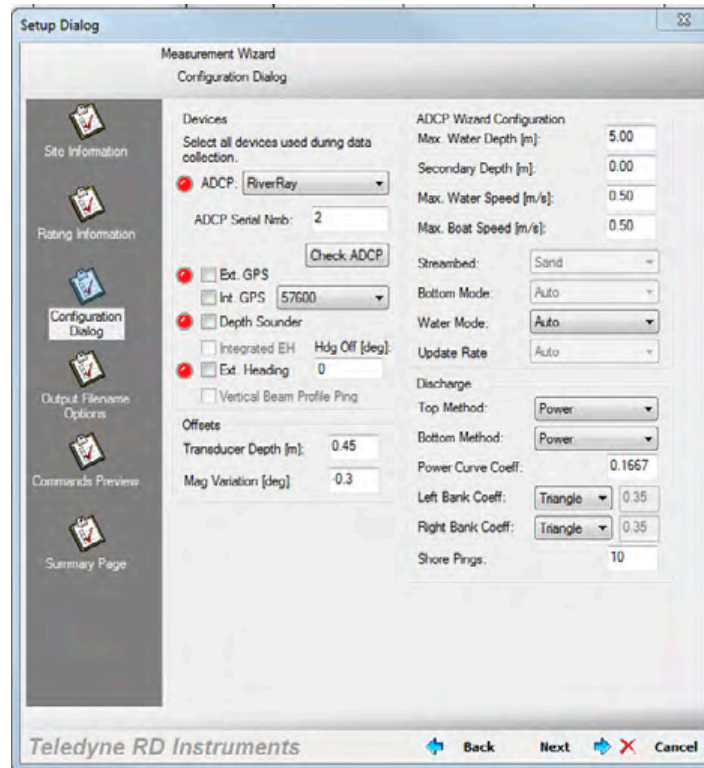 Setup Dialog
Measurement Wizard
Configuration Dialog
Site Information
Rating Information
Configuration
Dialog
Output Filename
Options
Commands Preview
Summary Page
Devices
Select all devices used during data
collection.
ADCP: RiverRay
ADCP Serial Nmb: 2
Check ADCP
Ext. GPS
Int. GPS 57600
Depth Sounder
Integrated EH Hdg Off [deg]:
Ext. Heading 0
Vertical Beam Profile Ping
Offsets
Transducer Depth [m]: 0.45
Mag Variation [deg]: -0.3
ADCP Wizard Configuration
Max. Water Depth [m]: 5.00
Secondary Depth [m]: 0.00
Max. Water Speed [m/s]: 0.50
Max. Boat Speed [m/s]: 0.50
Streambed: Sand
Bottom Mode: Auto
Water Mode: Auto
Update Rate Auto
Discharge
Top Method: Power
Bottom Method: Power
Power Curve Coeff: 0.1667
Left Bank Coeff: Triangle 0.35
Right Bank Coeff: Triangle 0.35
Shore Pings: 10
Teledyne RD Instruments
Back Next Cancel